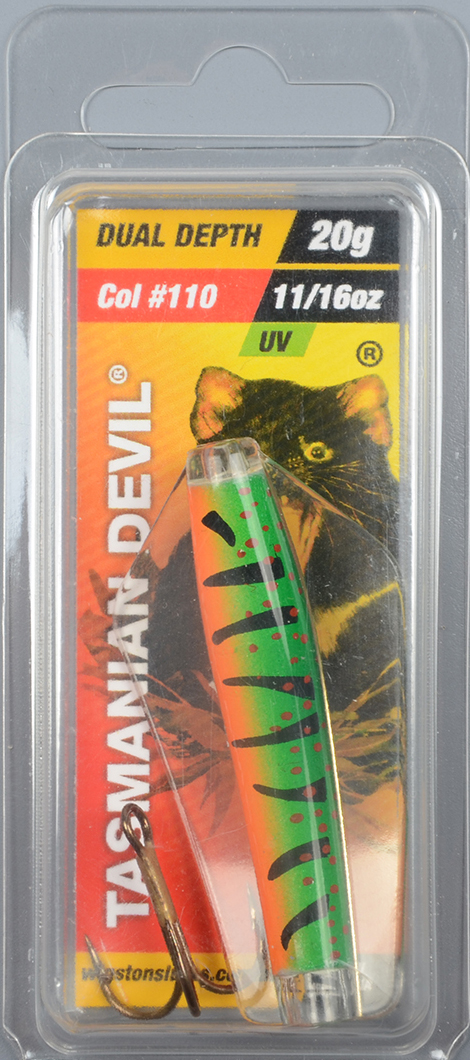 DUAL DEPTH 20g
Col #110 11/16oz
UV
®
TASMANIAN DEVIL®